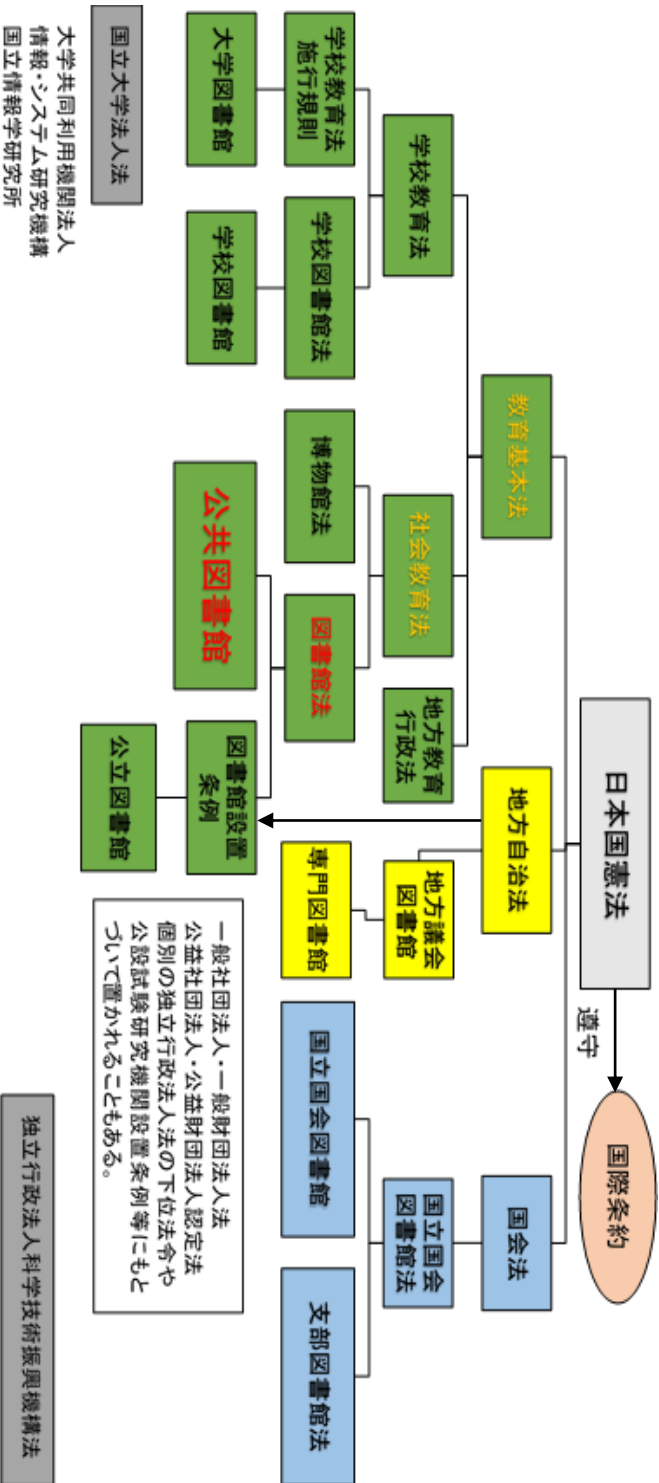 日本国憲法
遵守
国際条約
教育基本法
地方自治法
国会法
学校教育法
社会教育法
地方教育
行政法
地方議会
図書館
国立国会
図書館法
学校教育法
施行規則
学校図書館法
博物館法
図書館法
専門図書館
国立国会図書館
支部図書館法
大学図書館
学校図書館
公共図書館
図書館設置
条例
公立図書館
一般社団法人・一般財団法人法
公益社団法人・公益財団法人認定法
個別の独立行政法人法の下位法令や
公設試験研究機関設置条例等にもと
づいて置かれることもある。
国立大学法人法
大学共同利用機関法人
情報・システム研究機構
国立情報学研究所
独立行政法人科学技術振興機構法